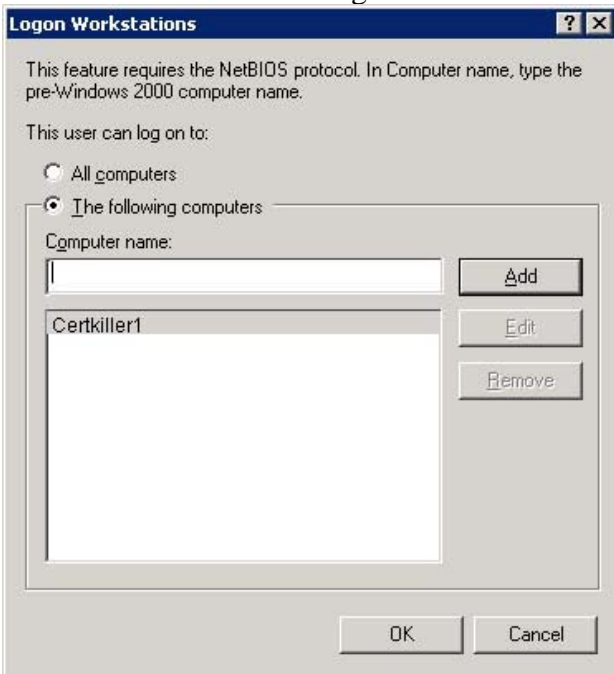 Logon Workstations
This feature requires the NetBIOS protocol. In Computer name, type the
pre-Windows 2000 computer name.
This user can log on to:
All computers
The following computers
Computer name:
Add
Certkiller1
Edit
Remove
OK
Cancel